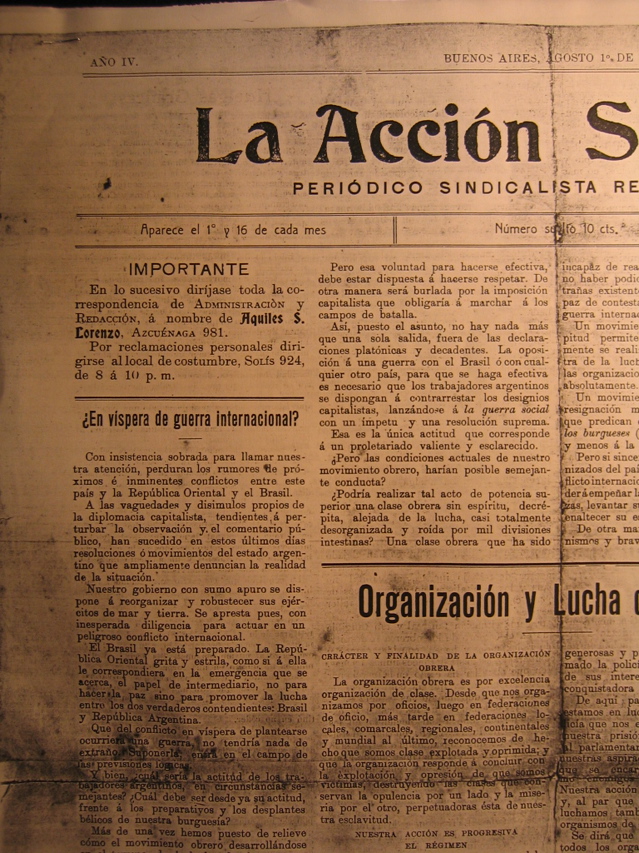 AÑO IV.
BUENOS AIRES, AGOSTO 1º. DE
La Acción S
PERIÓDICO SINDICALISTA RE
Aparece el 1º y 16 de cada mes
Número suelto 10 cts.
IMPORTANTE
En lo sucesivo diríjase toda la co-
rrespondencia de ADMINISTRACIÓN y
REDACCIÓN, á nombre de Aquiles S.
Lorenzo, AZCUÉNAGA 981.
Por reclamaciones personales diri-
girse al local de costumbre, SOLÍS 924,
de 8 á 10 p. m.
¿En víspera de guerra internacional?
Con insistencia sobrada para llamar nues-
tra atención, perduran los rumores de pró-
ximos é inminentes conflictos entre este
país y la República Oriental y el Brasil.
A las vaguedades y disimulos propios de
la diplomacia capitalista, tendientes á per-
turbar la observación y el comentario pú-
blico, han sucedido en estos últimos días
resoluciones ó movimientos del estado argen-
tino que ampliamente denuncian la realidad
de la situación.
Nuestro gobierno con sumo apuro se dis-
pone á reorganizar y robustecer sus ejér-
citos de mar y tierra. Se apresta pues, con
inesperada diligencia para actuar en un
peligroso conflicto internacional.
El Brasil ya está preparado. La Repú-
blica Oriental grita y estrila, como si á ella
le correspondiera en la emergencia que se
acerca, el papel de intermediario, no para
hacer la paz sino para promover la lucha
entre los dos verdaderos contendientes: Brasil
y República Argentina.
Que del conflicto en víspera de plantearse
ocurriera una guerra, no tendría nada de
extraño. Suponerla entra en el campo de
las previsiones lógicas.
Y bien, ¿cuál sería la actitud de los tra-
bajadores argentinos, en circunstancias se-
mejantes? ¿Cuál debe ser desde ya su actitud,
frente á los preparativos y los desplantes
bélicos de nuestra burguesía?
Más de una vez hemos puesto de relieve
cómo el movimiento obrero desarrollándose
Pero esa voluntad para hacerse efectiva,
debe estar dispuesta á hacerse respetar. De
otra manera será burlada por la imposición
capitalista que obligaría á marchar á los
campos de batalla.
Así, puesto el asunto, no hay nada más
que una sola salida, fuera de las declara-
ciones platónicas y decadentes. La oposi-
ción á una guerra con el Brasil ó con cual-
quier otro país, para que se haga efectiva
es necesario que los trabajadores argentinos
se dispongan á contrarrestar los designios
capitalistas, lanzándose á la guerra social
con un ímpetu y una resolución suprema.
Esa es la única actitud que corresponde
á un proletariado valiente y esclarecido.
¿Pero las condiciones actuales de nuestro
movimiento obrero, harían posible semejan-
te conducta?
¿Podría realizar tal acto de potencia su-
perior una clase obrera sin espíritu, decré-
pita, alejada de la lucha, casi totalmente
desorganizada y roída por mil divisiones
intestinas? Una clase obrera que ha sido
incapaz de rea
no haber podic
trañas existent
paz de contest
guerra internac
Un movimie
pitud permite
mente se reali
tra de la luc
las organizacio
absolutamente.
Un movimie
resignación m
que predican
los burgueses (
y menos á la
Pero si since
nizados del paí
flicto internacio
derá empeñar l
zas, levantar su
enaltecer su e
De otra ma
nismos y brav
Organización y Lucha d
CRRÁCTER Y FINALIDAD DE LA ORGANIZACIÓN
OBRERA
La organización obrera es por excelencia
organización de clase. Desde que nos orga-
nizamos por oficios, luego en federaciones
de oficio, más tarde en federaciones lo-
cales, comarcales, regionales, continentales
y mundial al último, reconocemos de he-
cho que somos clase explotada y oprimida; y
que la organización responde á concluir con
la explotación y opresión de que somos
víctimas, destruyendo las clases que con-
servan la opulencia por un lado y la mise-
ria por el otro, perpetuadoras ésta de nues-
tra esclavitud.
NUESTRA ACCIÓN ES PROGRESIVA
EL RÉGIMEN
generosas y p
mado la polici
de sus intere
conquistadora
De aquí pa
estamos en luc
día que nos e
nuestra prisió
al parlamentar
nuestras aspira
que se encar
Nuestra acción
y, al par que
luchamos tamb
organismos de
Se dirá que
todos los orga